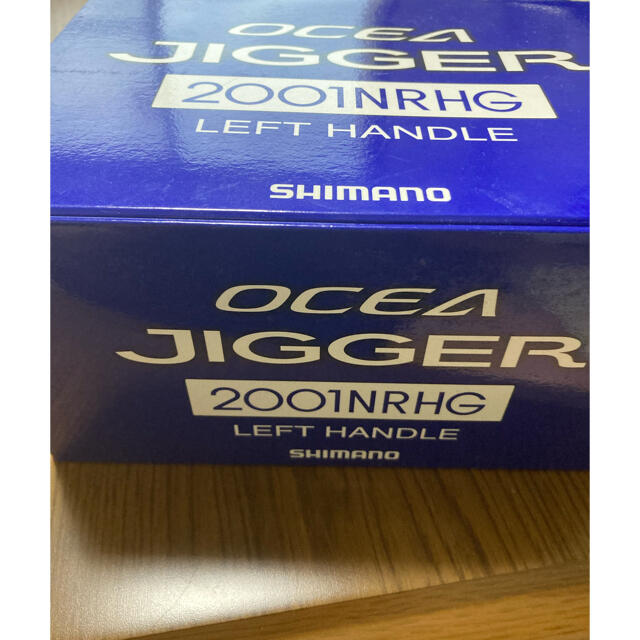 OCEA
JIGGER
2001NRHG
LEFT HANDLE
SHIMANO
OCEA
JIGGER
2001NRHG
LEFT HANDLE
SHIMANO